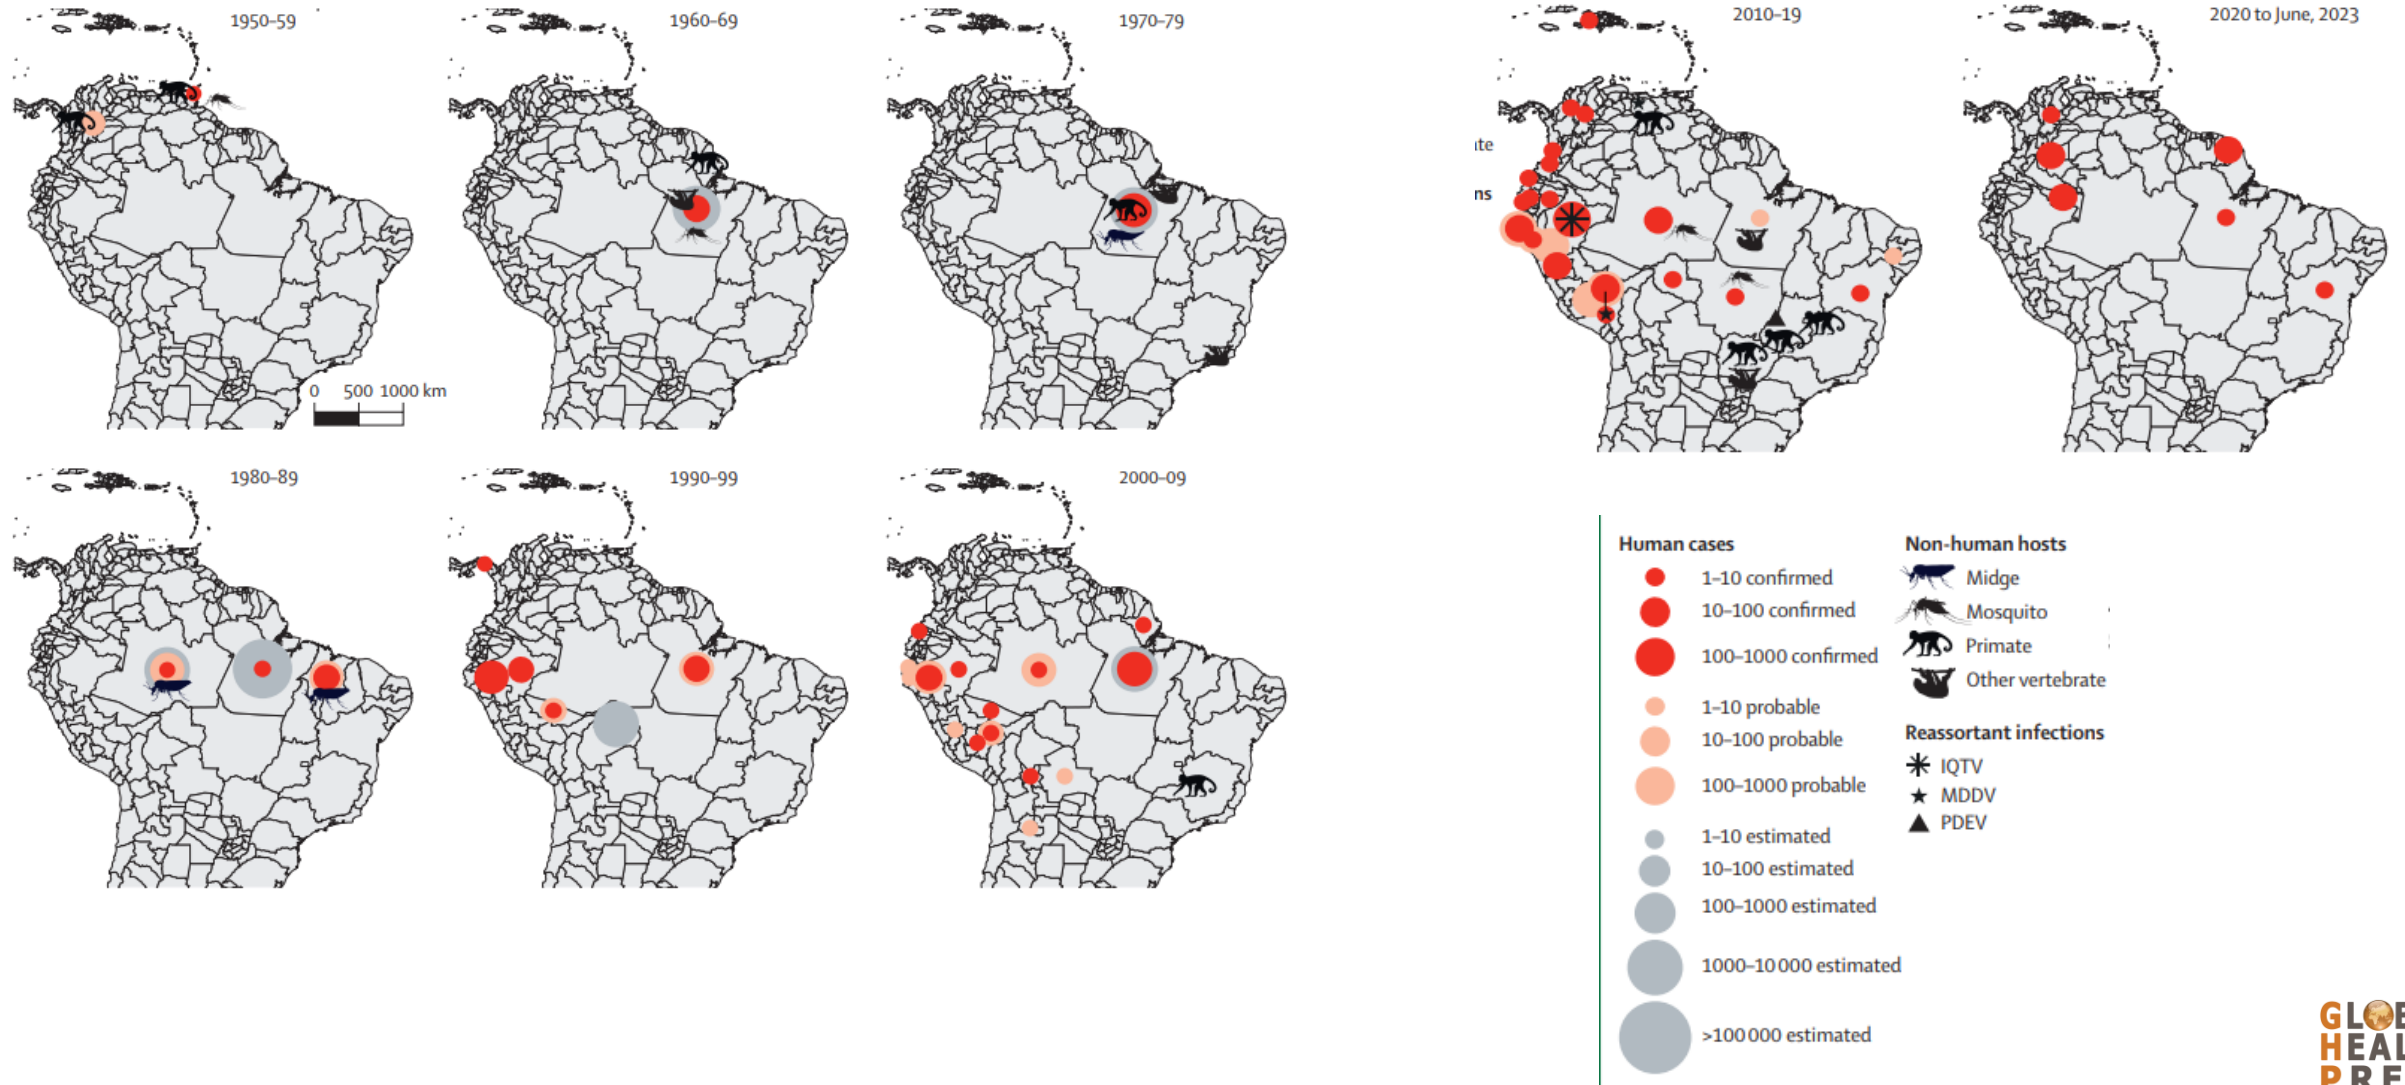 1950–59
1960–69
1970–79
2010–19
2020 to June, 2023
0 500 1000 km
ns
1980–89
1990–99
2000–09
Human cases
1–10 confirmed
10–100 confirmed
100–1000 confirmed
1–10 probable
10–100 probable
100–1000 probable
1–10 estimated
10–100 estimated
100–1000 estimated
1000–10 000 estimated
>100 000 estimated
Non-human hosts
Midge
Mosquito
Primate
Other vertebrate
Reassortant infections
IQTV
MDDV
PDEV